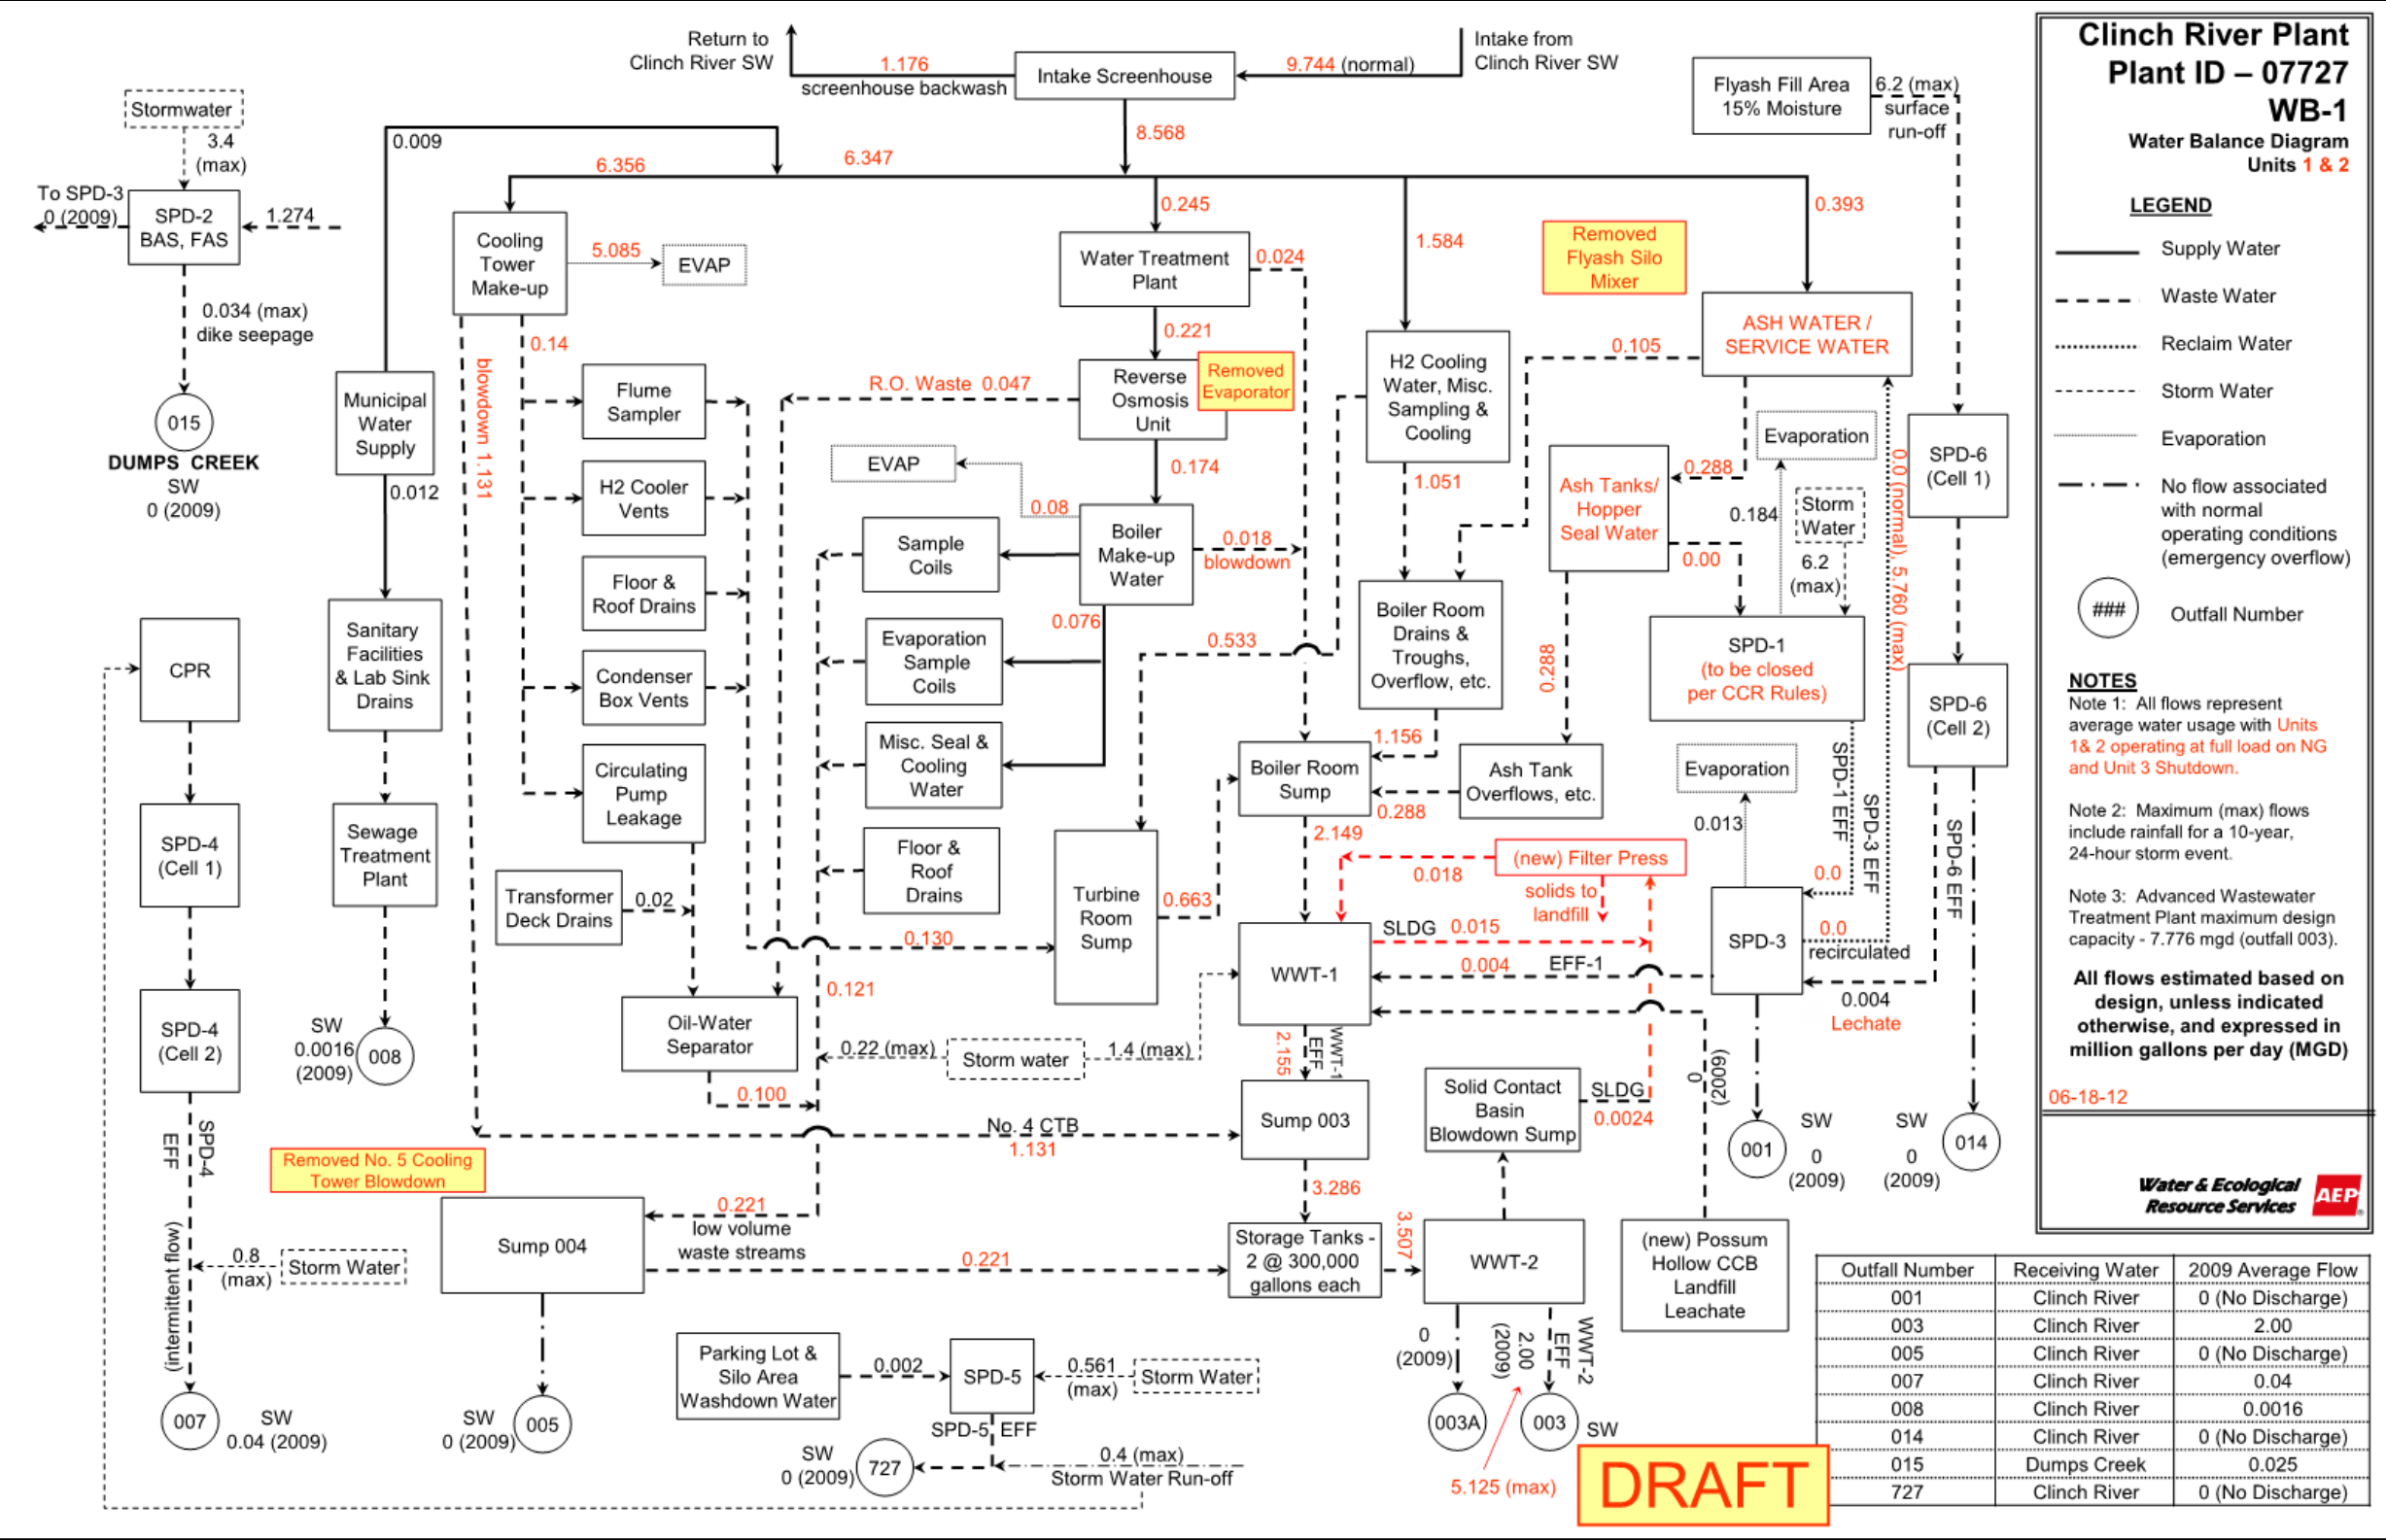 Return to
Clinch River SW
1.176
screenhouse backwash
Intake Screenhouse
9.744 (normal)
Intake from
Clinch River SW
8.568
Flyash Fill Area
15% Moisture
6.2 (max)
surface
run-off
Stormwater
3.4
(max)
To SPD-3
0 (2009)
SPD-2
BAS, FAS
1.274
0.034 (max)
dike seepage
015
DUMPS CREEK
SW
0 (2009)
0.009
6.356
6.347
0.245
1.584
0.393
Cooling
Tower
Make-up
5.085
EVAP
Water Treatment
Plant
0.024
Removed
Flyash Silo
Mixer
ASH WATER /
SERVICE WATER
0.14
blowdown 1.131
0.221
Reverse
Osmosis
Unit
Removed
Evaporator
R.O. Waste 0.047
H2 Cooling
Water, Misc.
Sampling &
Cooling
0.105
Municipal
Water
Supply
0.012
Flume
Sampler
H2 Cooler
Vents
Floor &
Roof Drains
Condenser
Box Vents
Circulating
Pump
Leakage
EVAP
0.08
0.174
Boiler
Make-up
Water
0.018
blowdown
Sample
Coils
0.076
Evaporation
Sample
Coils
Misc. Seal &
Cooling
Water
Floor &
Roof
Drains
1.051
Ash Tanks/
Hopper
Seal Water
0.288
0.00
Evaporation
0.184
Storm
Water
6.2
(max)
0.0 (normal), 5.760 (max)
SPD-6
(Cell 1)
SPD-6
(Cell 2)
0.533
Boiler Room
Drains &
Troughs,
Overflow, etc.
0.288
SPD-1
(to be closed
per CCR Rules)
1.156
Boiler Room
Sump
0.288
Ash Tank
Overflows, etc.
Evaporation
0.013
SPD-1 EFF
SPD-3 EFF
SPD-6 EFF
0.0
SPD-3
0.0
recirculated
0.004
Lechate
CPR
SPD-4
(Cell 1)
SPD-4
(Cell 2)
SPD-4
EFF
(intermittent flow)
0.8
(max)
Storm Water
007
SW
0.04 (2009)
Sanitary
Facilities
& Lab Sink
Drains
Sewage
Treatment
Plant
SW
0.0016
(2009)
008
Transformer
Deck Drains
0.02
0.130
Turbine
Room
Sump
0.663
2.149
(new) Filter Press
0.018
solids to
landfill
SLDG 0.015
WWT-1
0.004
EFF-1
0.121
Oil-Water
Separator
0.22 (max)
Storm water
1.4 (max)
2.155
WWT-1
EFF
0.100
Sump 003
No. 4 CTB
1.131
Solid Contact
Basin
Blowdown Sump
SLDG
0.0024
0
(2009)
001
SW
0
(2009)
SW
0
(2009)
014
Removed No. 5 Cooling
Tower Blowdown
Sump 004
0.221
low volume
waste streams
0.221
3.286
Storage Tanks -
2 @ 300,000
gallons each
3.507
WWT-2
(new) Possum
Hollow CCB
Landfill
Leachate
SW
0 (2009)
005
Parking Lot &
Silo Area
Washdown Water
0.002
SPD-5
0.561
(max)
Storm Water
SPD-5 EFF
SW
0 (2009)
727
0.4 (max)
Storm Water Run-off
0
(2009)
003A
2.00
(2009)
WWT-2
EFF
003
SW
5.125 (max)
DRAFT
Clinch River Plant
Plant ID – 07727
WB-1
Water Balance Diagram
Units 1 & 2
LEGEND
Supply Water
Waste Water
Reclaim Water
Storm Water
Evaporation
No flow associated
with normal
operating conditions
(emergency overflow)
###
Outfall Number
NOTES
Note 1: All flows represent
average water usage with Units
1& 2 operating at full load on NG
and Unit 3 Shutdown.
Note 2: Maximum (max) flows
include rainfall for a 10-year,
24-hour storm event.
Note 3: Advanced Wastewater
Treatment Plant maximum design
capacity - 7.776 mgd (outfall 003).
All flows estimated based on
design, unless indicated
otherwise, and expressed in
million gallons per day (MGD)
06-18-12
Water & Ecological
Resource Services
AEP
Outfall Number Receiving Water 2009 Average Flow
001 Clinch River 0 (No Discharge)
003 Clinch River 2.00
005 Clinch River 0 (No Discharge)
007 Clinch River 0.04
008 Clinch River 0.0016
014 Clinch River 0 (No Discharge)
015 Dumps Creek 0.025
727 Clinch River 0 (No Discharge)